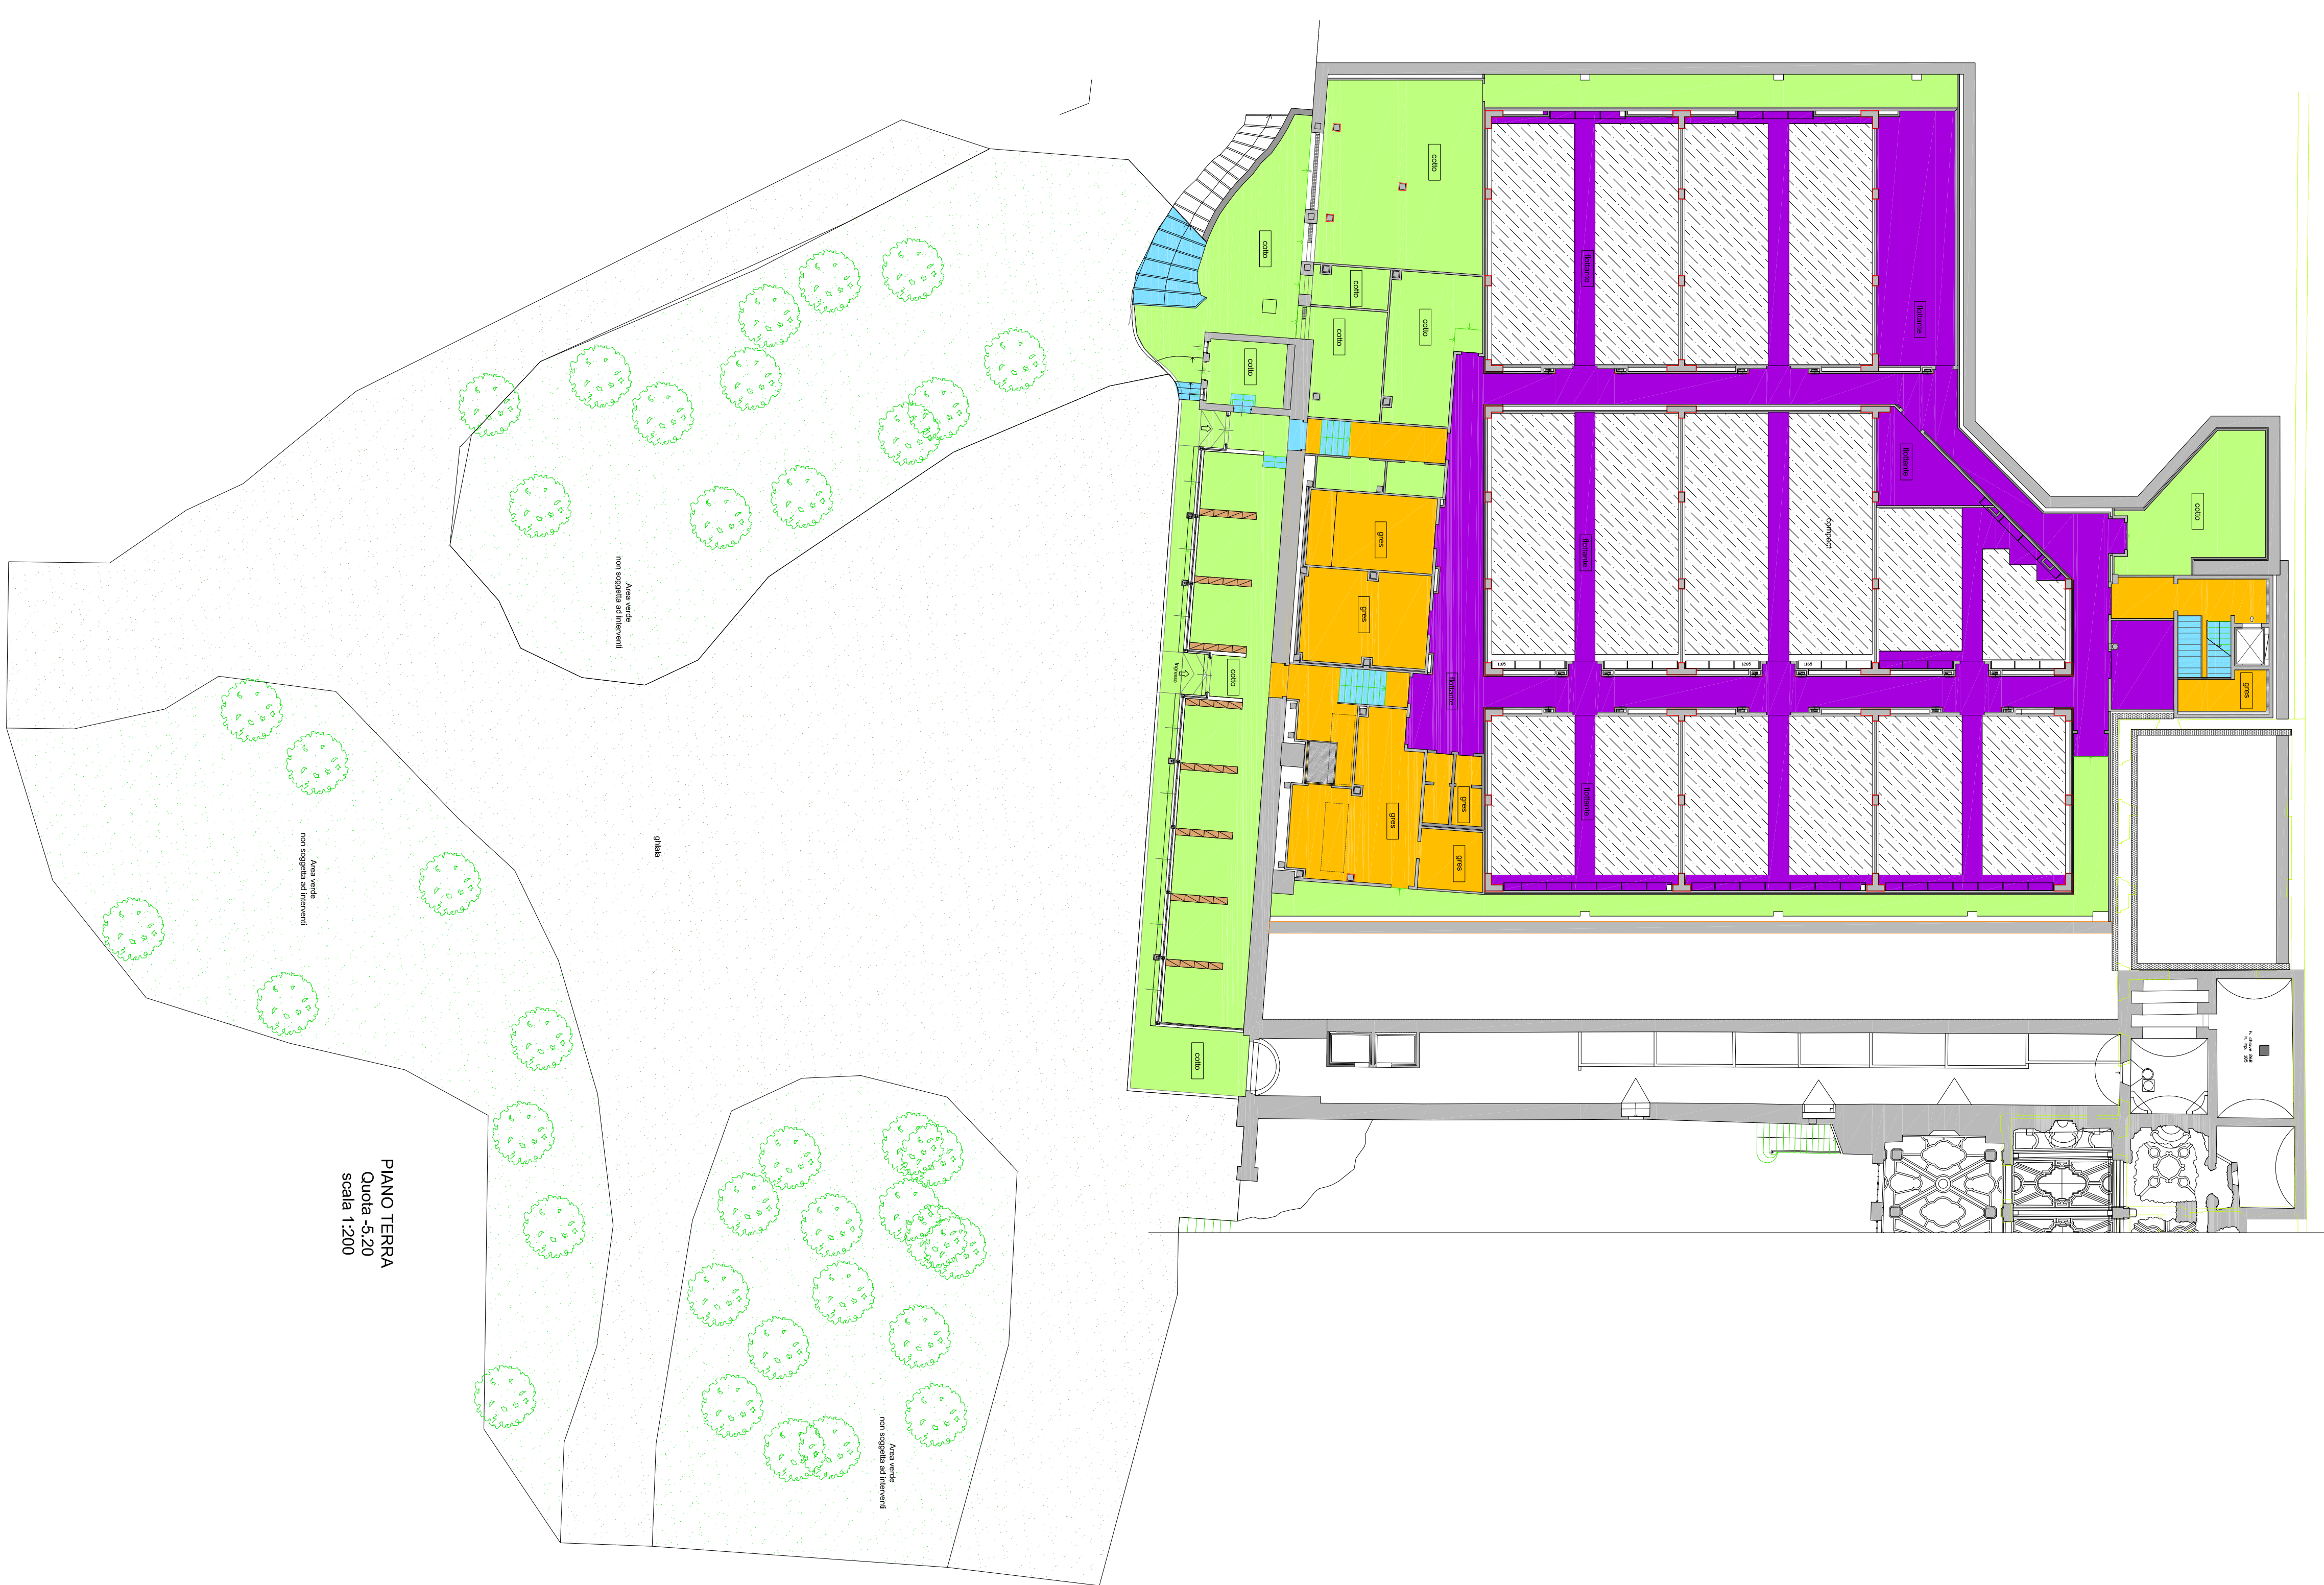 cotto
cotto
flottante
cotto
flottante
cotto
cotto
cotto
flottante
cotto
compact
gres
flottante
Area verde
non soggetta ad interventi
gres
Ingresso
cotto
flottante
gres
flottante
gres
gres
ghiaia
gres
Area verde
non soggetta ad interventi
cotto
PIANO TERRA
Quota -5.20
scala 1:200
Area verde
non soggetta ad interventi